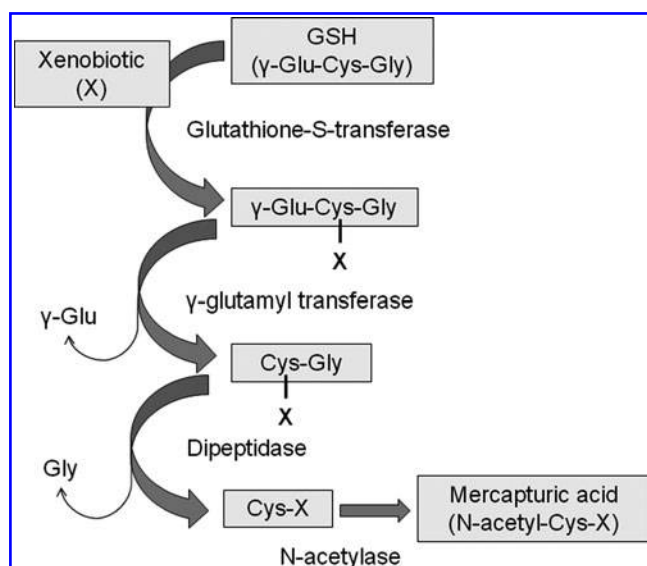 GSH
(γ-Glu-Cys-Gly)
Xenobiotic
(X)
Glutathione-S-transferase
γ-Glu-Cys-Gly
X
γ-glutamyl transferase
γ-Glu
Cys-Gly
X
Dipeptidase
Gly
Cys-X
Mercapturic acid
(N-acetyl-Cys-X)
N-acetylase